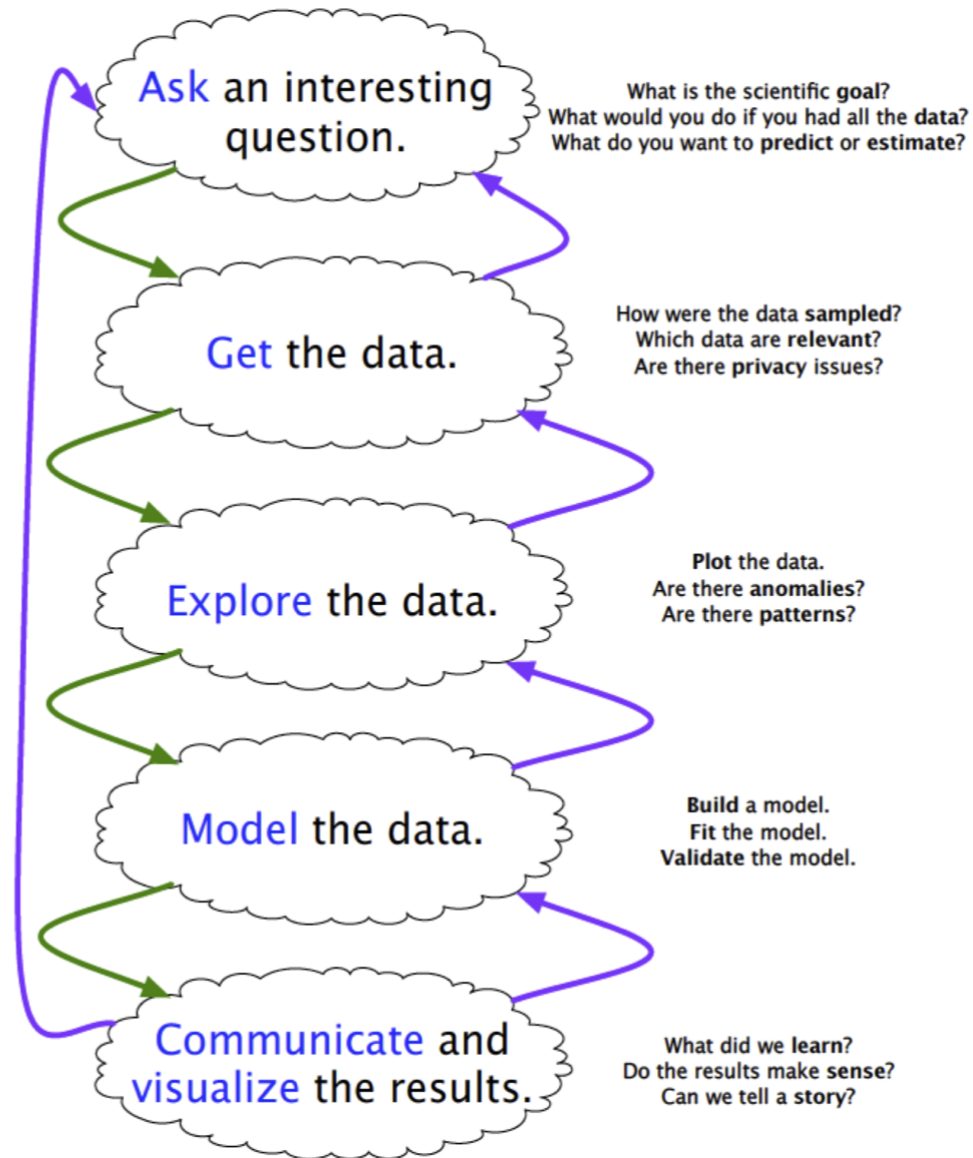 Ask an interesting
question.
What is the scientific goal?
What would you do if you had all the data?
What do you want to predict or estimate?
Get the data.
How were the data sampled?
Which data are relevant?
Are there privacy issues?
Explore the data.
Plot the data.
Are there anomalies?
Are there patterns?
Model the data.
Build a model.
Fit the model.
Validate the model.
Communicate and
visualize the results.
What did we learn?
Do the results make sense?
Can we tell a story?